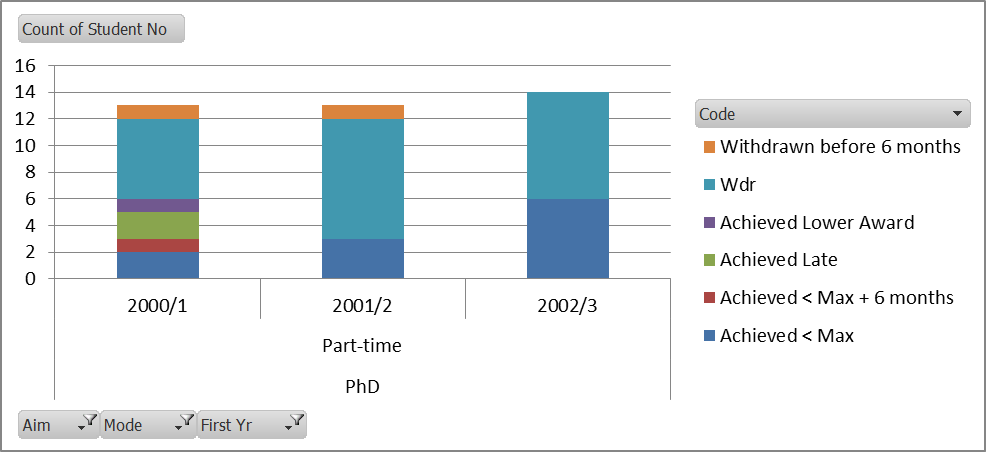 Count of Student No
16
14
12
10
8
6
4
2
0
2000/1 2001/2 2002/3
Part-time
PhD
Code
Withdrawn before 6 months
Wdr
Achieved Lower Award
Achieved Late
Achieved < Max + 6 months
Achieved < Max
Aim Mode First Yr